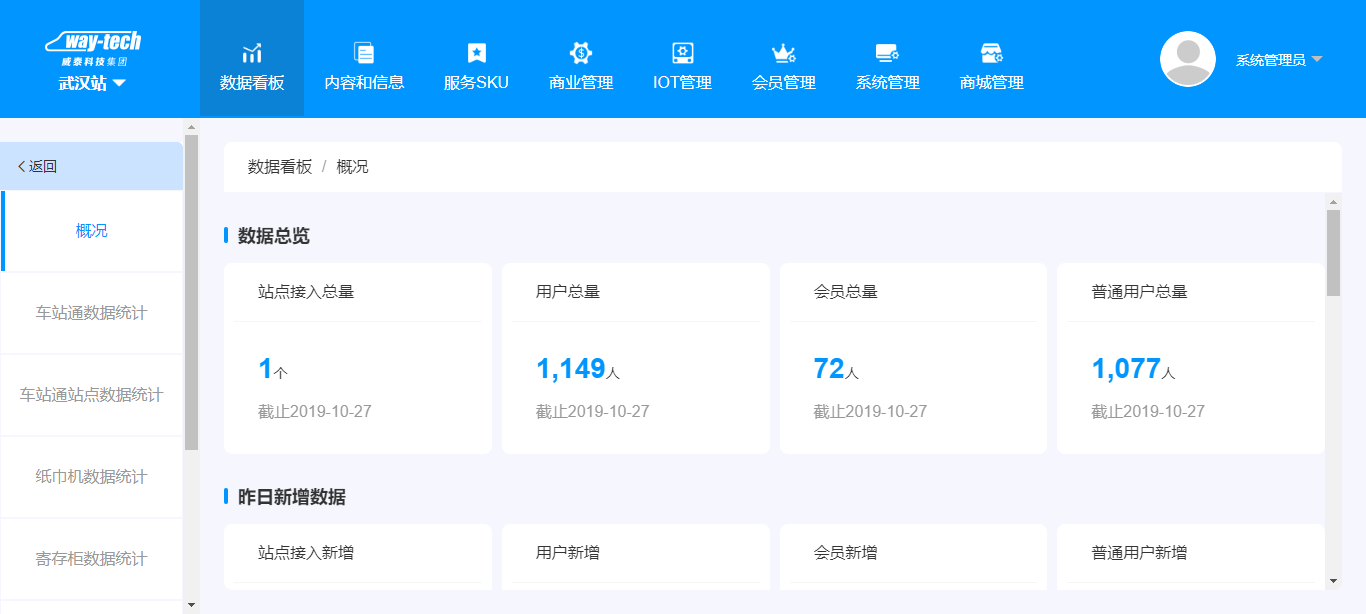 way-tech
威泰科技集团
武汉站
数据看板
内容和信息
服务SKU
商业管理
IOT管理
会员管理
系统管理
商城管理
系统管理员
返回
概况
车站通数据统计
车站通站点数据统计
纸巾机数据统计
寄存柜数据统计
数据看板 / 概况
数据总览
站点接入总量
1个
截止2019-10-27
用户总量
1,149人
截止2019-10-27
会员总量
72人
截止2019-10-27
普通用户总量
1,077人
截止2019-10-27
昨日新增数据
站点接入新增
用户新增
会员新增
普通用户新增